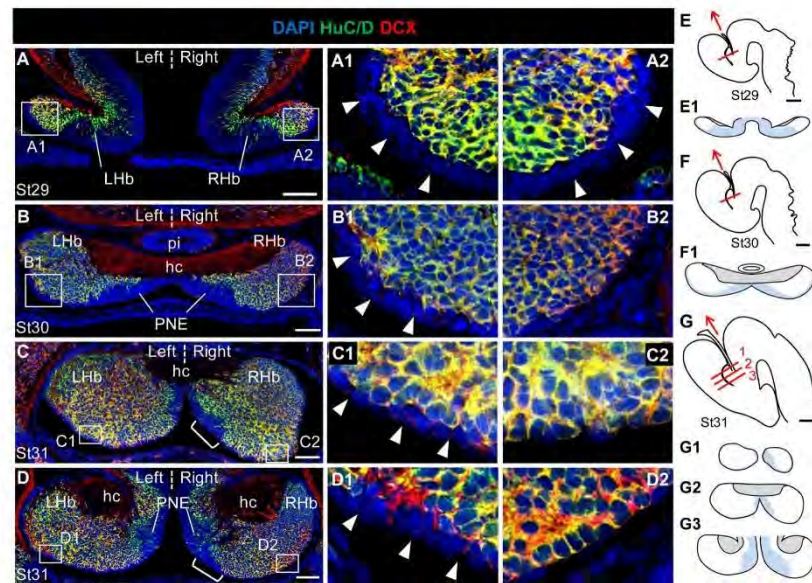 DAPI HuC/D DCX
A
Left Right
A1
A2
LHb
RHb
St29
A1
A2
B
Left Right
LHb
RHb
pi
hc
B1
B2
PNE
St30
B1
B2
C
Left Right
hc
LHb
RHb
C1
C2
St31
C1
C2
D
Left Right
LHb
hc
PNE
hc
RHb
D1
D2
St31
D1
D2
E
St29
E1
F
St30
F1
G
1
2
3
St31
G1
G2
G3